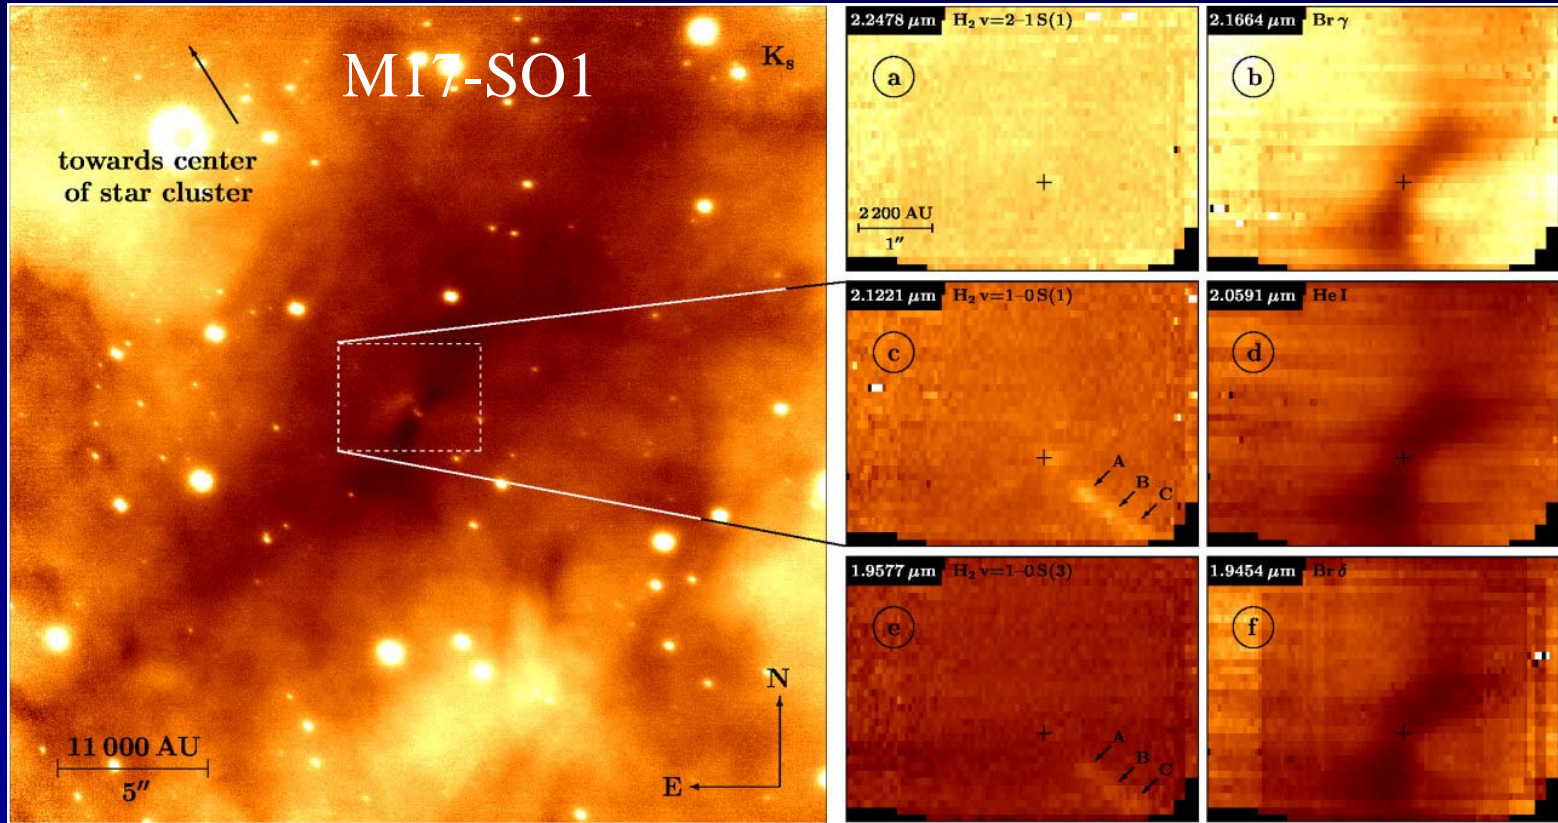 M17-SO1
K_s
towards center
of star cluster
11 000 AU
5″
N
E
2.2478 μm H₂ v=2–1 S(1)
a
2 200 AU
1″
2.1664 μm Br γ
b
2.1221 μm H₂ v=1–0 S(1)
c
A
B
C
2.0591 μm He I
d
1.9577 μm H₂ v=1–0 S(3)
e
A
B
C
1.9454 μm Br δ
f